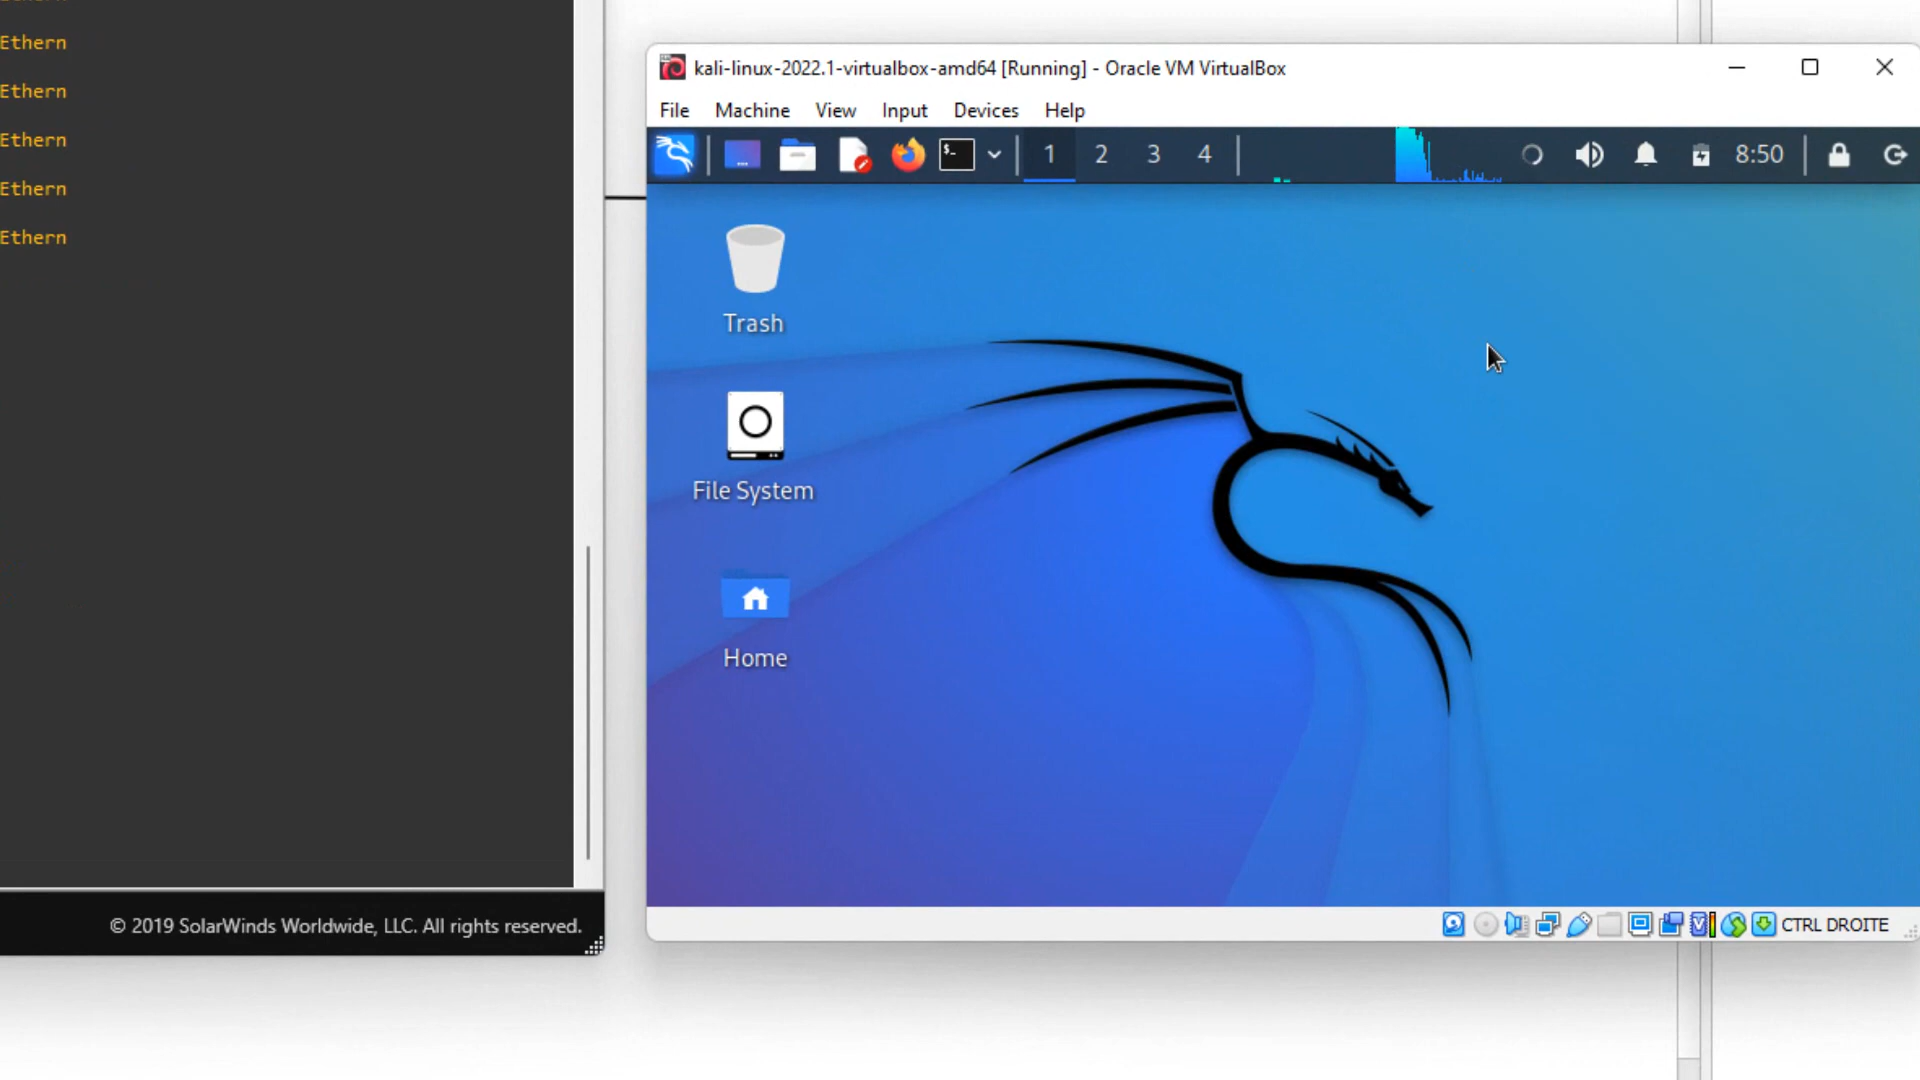 Ethern
Ethern
Ethern
Ethern
Ethern
© 2019 SolarWinds Worldwide, LLC. All rights reserved.
kali-linux-2022.1-virtualbox-amd64 [Running] - Oracle VM VirtualBox
File Machine View Input Devices Help
$_ 1 2 3 4 8:50
Trash
File System
Home
CTRL DROITE